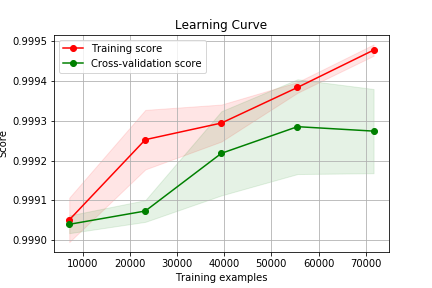 Learning Curve
Training score
Cross-validation score
0.9995
0.9994
0.9993
0.9992
0.9991
0.9990
Score
10000 20000 30000 40000 50000 60000 70000
Training examples